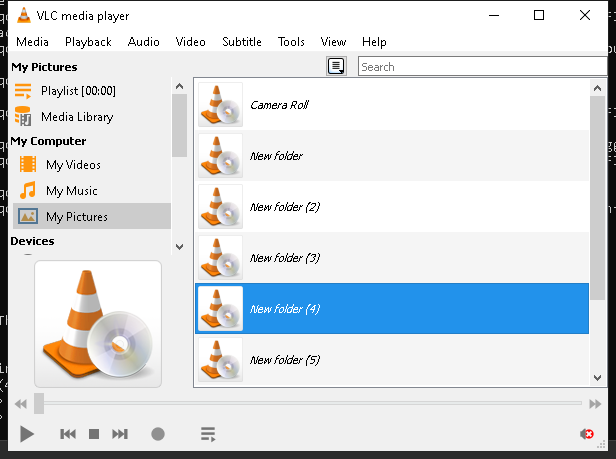 VLC media player
Media Playback Audio Video Subtitle Tools View Help
My Pictures
Playlist [00:00]
Media Library
My Computer
My Videos
My Music
My Pictures
Devices
Search
Camera Roll
New folder
New folder (2)
New folder (3)
New folder (4)
New folder (5)